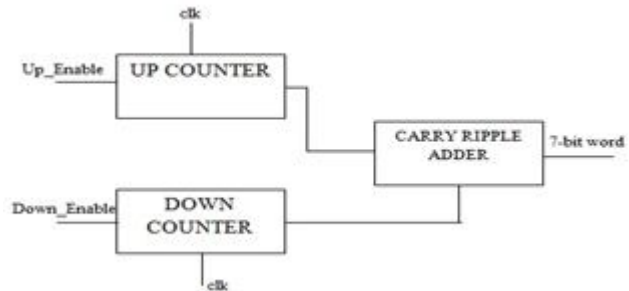 clk
Up_Enable
UP COUNTER
CARRY RIPPLE
ADDER
7-bit word
Down_Enable
DOWN
COUNTER
clk